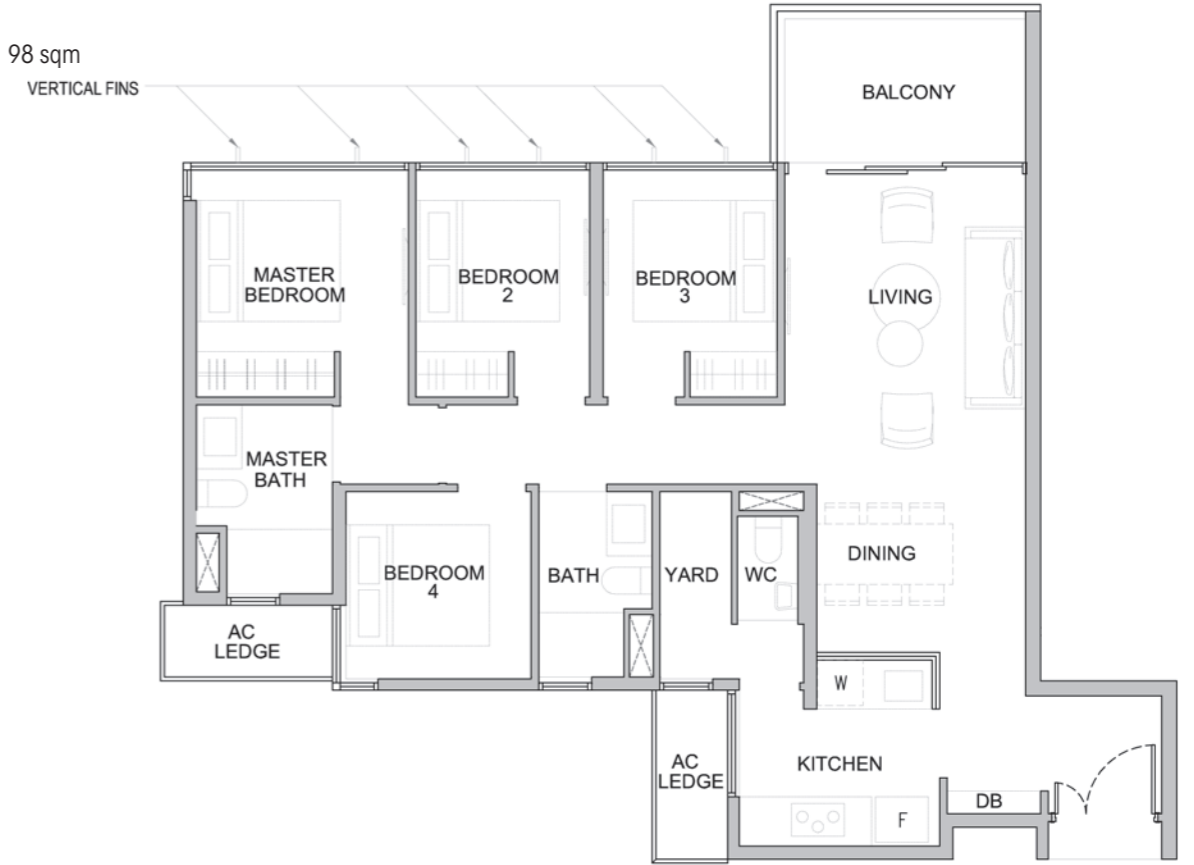 98 sqm
VERTICAL FINS
BALCONY
MASTER
BEDROOM
BEDROOM
2
BEDROOM
3
LIVING
MASTER
BATH
BEDROOM
4
BATH
YARD
WC
DINING
AC
LEDGE
W
AC
LEDGE
KITCHEN
DB
F